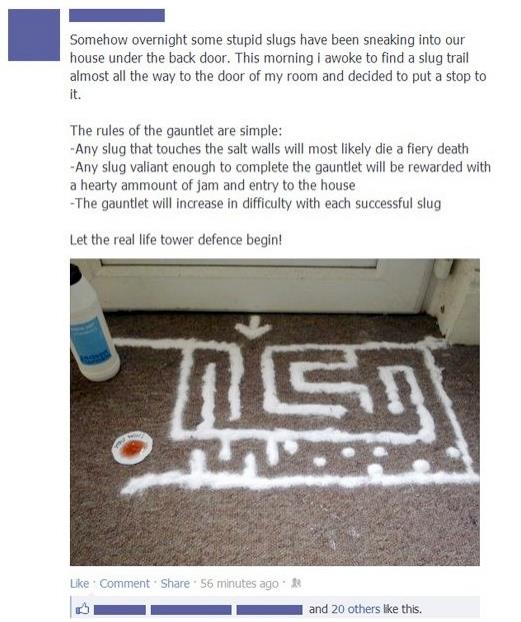 Somehow overnight some stupid slugs have been sneaking into our
house under the back door. This morning i awoke to find a slug trail
almost all the way to the door of my room and decided to put a stop to
it.
The rules of the gauntlet are simple:
-Any slug that touches the salt walls will most likely die a fiery death
-Any slug valiant enough to complete the gauntlet will be rewarded with
a hearty ammount of jam and entry to the house
-The gauntlet will increase in difficulty with each successful slug
Let the real life tower defence begin!
Like · Comment · Share · 56 minutes ago ·
and 20 others like this.